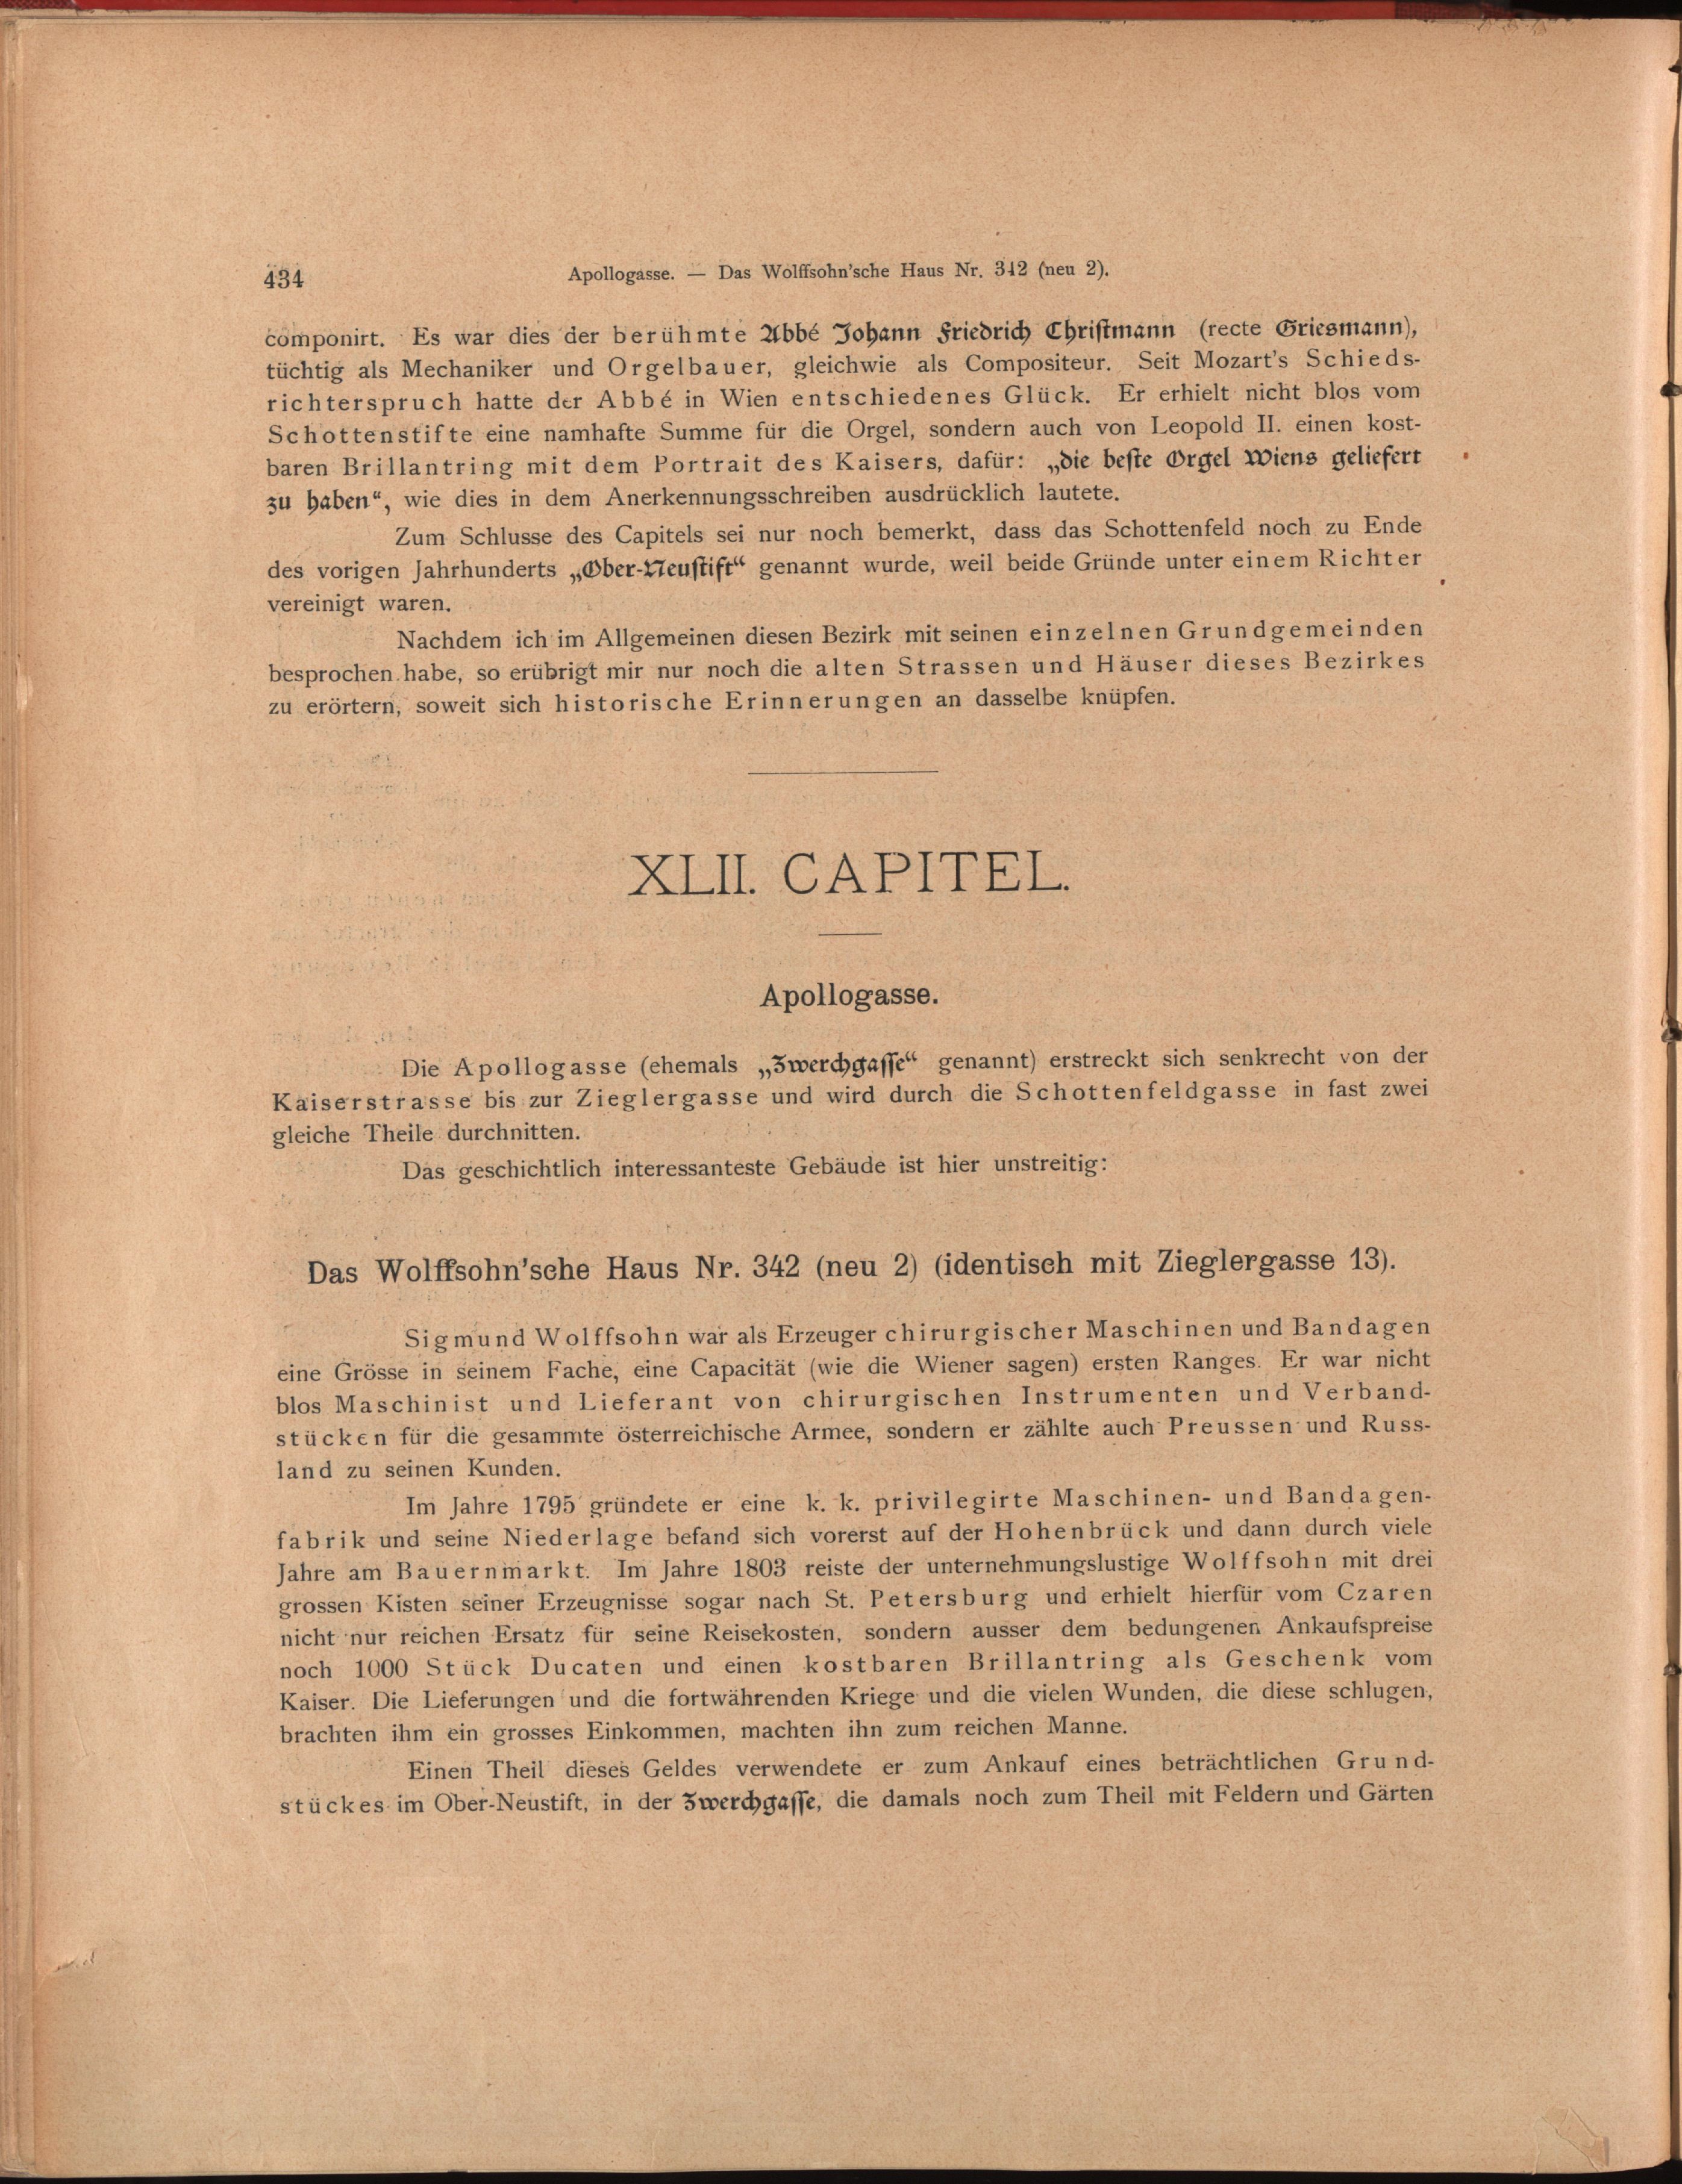 434
Apollogasse. — Das Wolffsohn'sche Haus Nr. 342 (neu 2).
componirt. Es war dies der berühmte Abbé Johann Friedrich Christmann (recte Griesmann),
tüchtig als Mechaniker und Orgelbauer, gleichwie als Compositeur. Seit Mozart's Schieds-
richterspruch hatte der Abbé in Wien entschiedenes Glück. Er erhielt nicht blos vom
Schottenstifte eine namhafte Summe für die Orgel, sondern auch von Leopold II. einen kost-
baren Brillantring mit dem Portrait des Kaisers, dafür: „die beste Orgel Wiens geliefert
zu haben“, wie dies in dem Anerkennungsschreiben ausdrücklich lautete.
Zum Schlusse des Capitels sei nur noch bemerkt, dass das Schottenfeld noch zu Ende
des vorigen Jahrhunderts „Ober-Neustift“ genannt wurde, weil beide Gründe unter einem Richter
vereinigt waren.
Nachdem ich im Allgemeinen diesen Bezirk mit seinen einzelnen Grundgemeinden
besprochen habe, so erübrigt mir nur noch die alten Strassen und Häuser dieses Bezirkes
zu erörtern, soweit sich historische Erinnerungen an dasselbe knüpfen.
XLII. CAPITEL.
Apollogasse.
Die Apollogasse (ehemals „Zwerchgasse“ genannt) erstreckt sich senkrecht von der
Kaiserstrasse bis zur Zieglergasse und wird durch die Schottenfeldgasse in fast zwei
gleiche Theile durchnitten.
Das geschichtlich interessanteste Gebäude ist hier unstreitig:
Das Wolffsohn'sche Haus Nr. 342 (neu 2) (identisch mit Zieglergasse 13).
Sigmund Wolffsohn war als Erzeuger chirurgischer Maschinen und Bandagen
eine Grösse in seinem Fache, eine Capacität (wie die Wiener sagen) ersten Ranges. Er war nicht
blos Maschinist und Lieferant von chirurgischen Instrumenten und Verband-
stücken für die gesammte österreichische Armee, sondern er zählte auch Preussen und Russ-
land zu seinen Kunden.
Im Jahre 1795 gründete er eine k. k. privilegirte Maschinen- und Bandagen-
fabrik und seine Niederlage befand sich vorerst auf der Hohenbrück und dann durch viele
Jahre am Bauernmarkt. Im Jahre 1803 reiste der unternehmungslustige Wolffsohn mit drei
grossen Kisten seiner Erzeugnisse sogar nach St. Petersburg und erhielt hierfür vom Czaren
nicht nur reichen Ersatz für seine Reisekosten, sondern ausser dem bedungenen Ankaufspreise
noch 1000 Stück Ducaten und einen kostbaren Brillantring als Geschenk vom
Kaiser. Die Lieferungen und die fortwährenden Kriege und die vielen Wunden, die diese schlugen,
brachten ihm ein grosses Einkommen, machten ihn zum reichen Manne.
Einen Theil dieses Geldes verwendete er zum Ankauf eines beträchtlichen Grund-
stückes im Ober-Neustift, in der Zwerchgasse, die damals noch zum Theil mit Feldern und Gärten